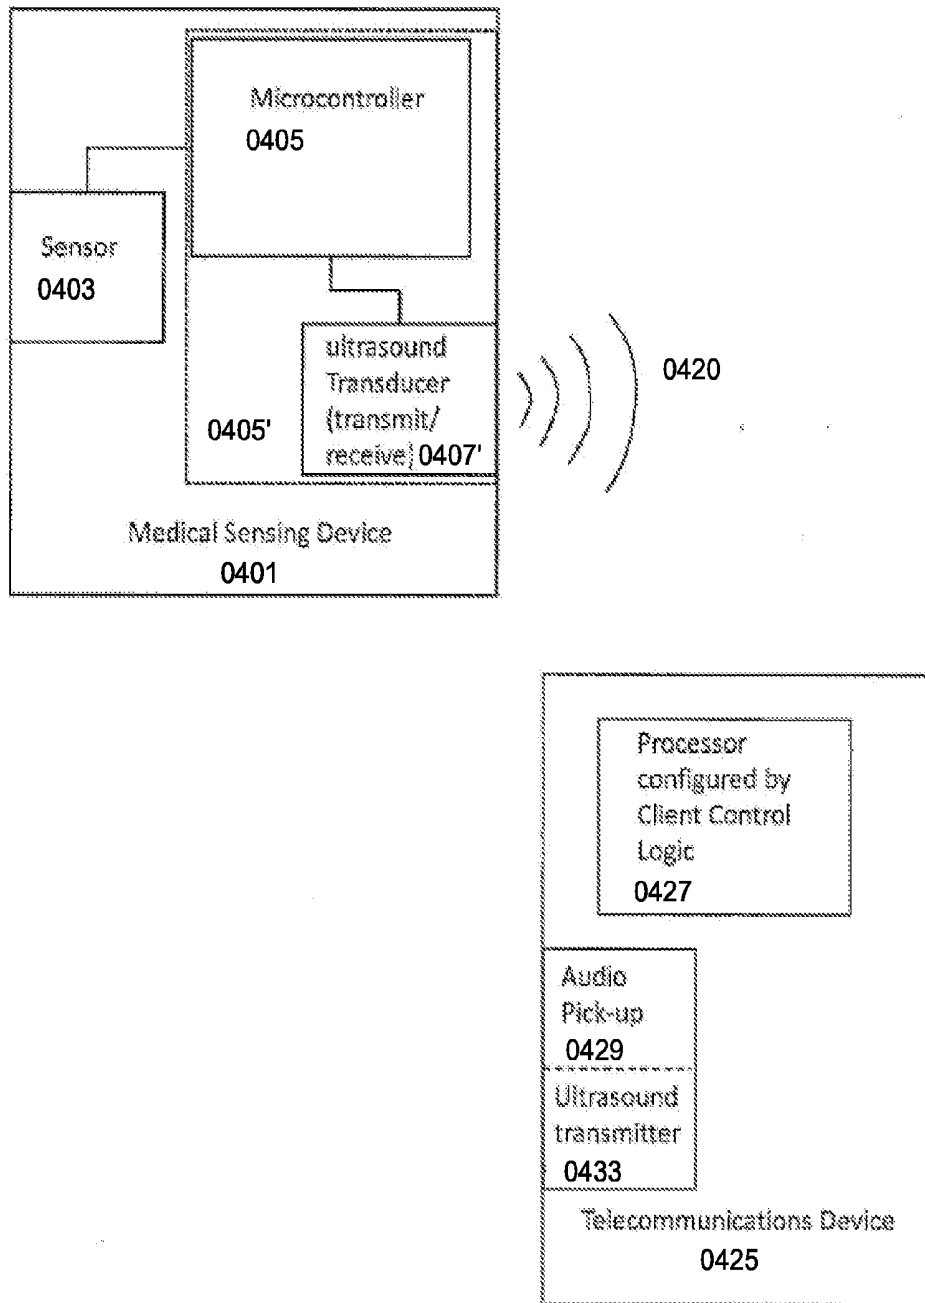 Microcontroller
0405
Sensor
0403
ultrasound
Transducer
(transmit/
receive) 0407'
0405'
0420
Medical Sensing Device
0401
Processor
configured by
Client Control
Logic
0427
Audio
Pick-up
0429
Ultrasound
transmitter
0433
Telecommunications Device
0425